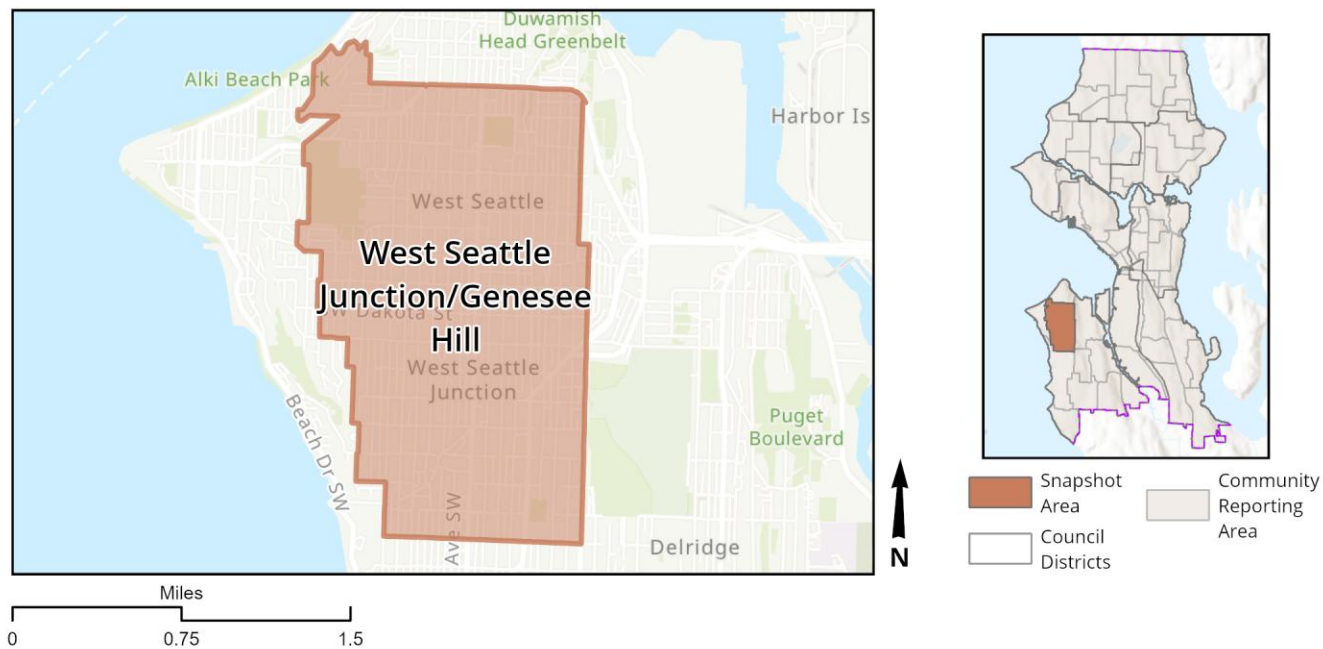 Duwamish
Head Greenbelt
Alki Beach Park
Harbor Is
West Seattle
West Seattle
Junction/Genesee
Hill
W Dakota St
West Seattle
Junction
Beach Dr SW
Puget
Boulevard
Ave SW
Delridge
N
Miles
0
0.75
1.5
Snapshot
Area
Community
Reporting
Area
Council
Districts